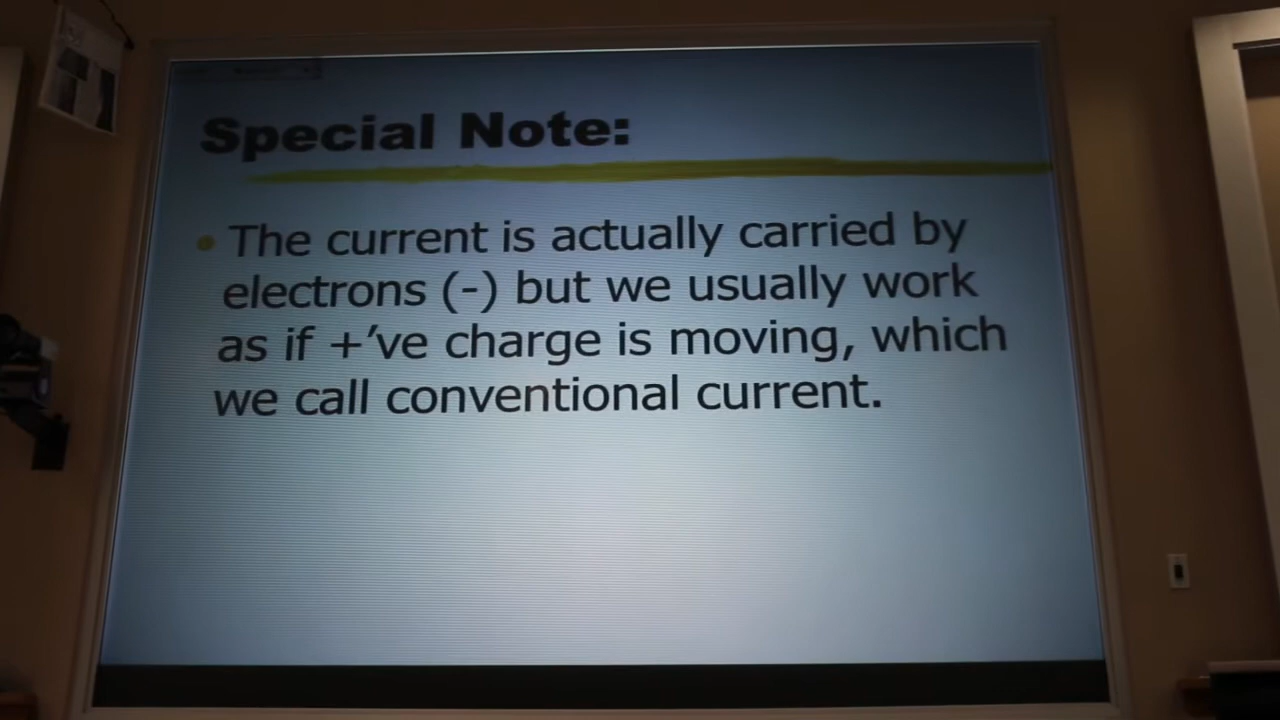 Special Note:
The current is actually carried by
electrons (-) but we usually work
as if +’ve charge is moving, which
we call conventional current.